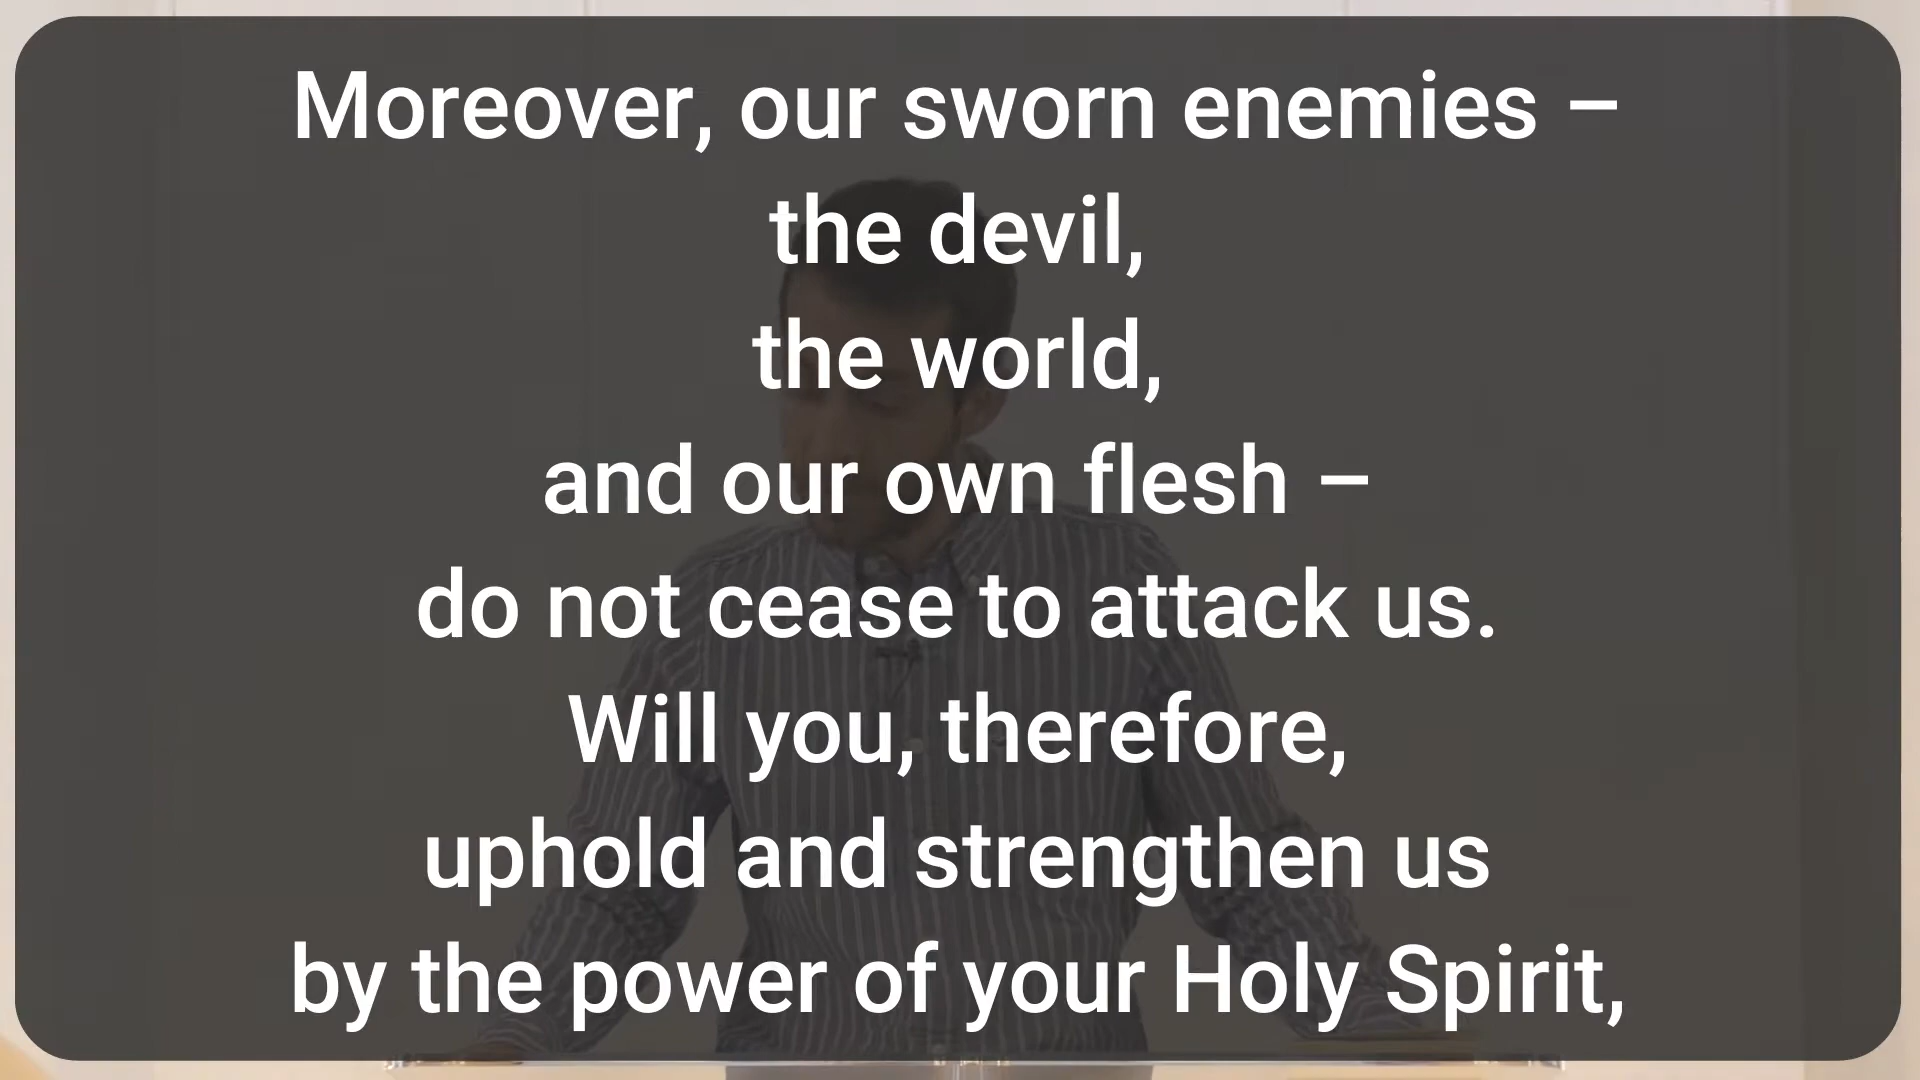 Moreover, our sworn enemies –
the devil,
the world,
and our own flesh –
do not cease to attack us.
Will you, therefore,
uphold and strengthen us
by the power of your Holy Spirit,